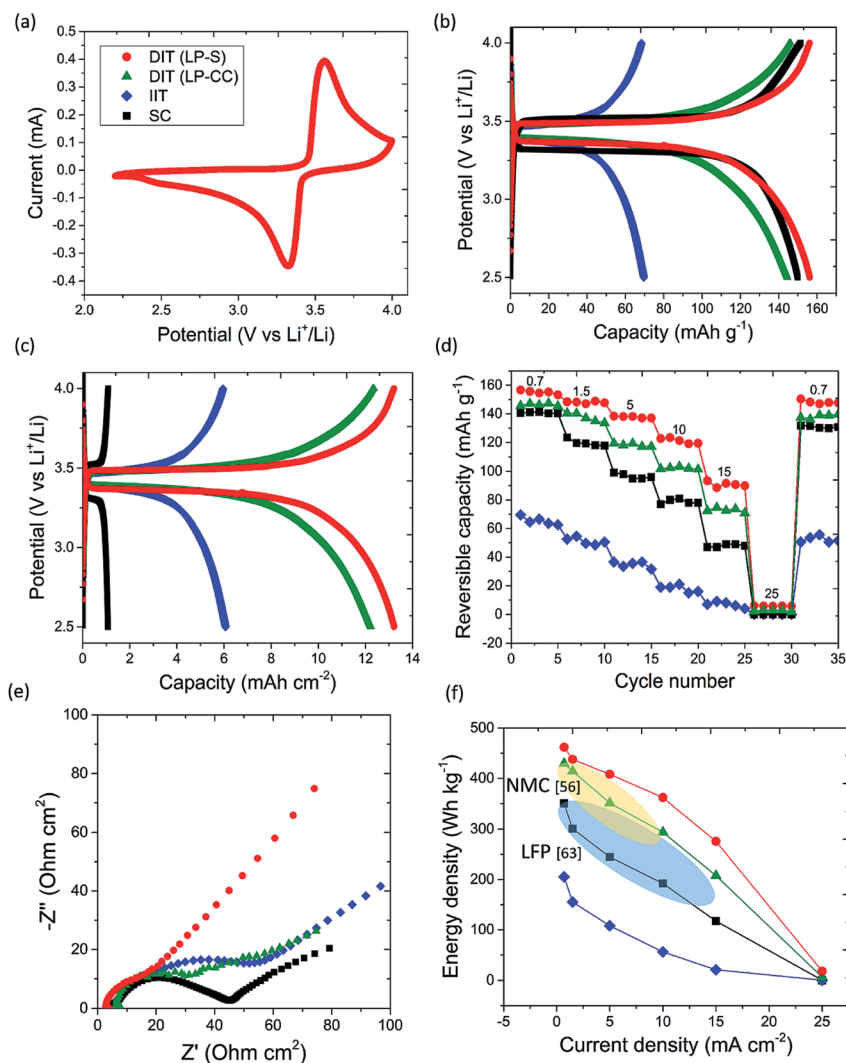 (a)
0.5
0.4
0.3
0.2
0.1
0.0
-0.1
-0.2
-0.3
-0.4
Current (mA)
DIT (LP-S)
DIT (LP-CC)
IIT
SC
2.0 2.5 3.0 3.5 4.0
Potential (V vs Li⁺/Li)
(b)
4.0
3.5
3.0
2.5
Potential (V vs Li⁺/Li)
0 20 40 60 80 100 120 140 160
Capacity (mAh g⁻¹)
(c)
4.0
3.5
3.0
2.5
Potential (V vs Li⁺/Li)
0 2 4 6 8 10 12 14
Capacity (mAh cm⁻²)
(d)
180
160
140
120
100
80
60
40
20
0
-20
Reversible capacity (mAh g⁻¹)
0.7
1.5
5
10
15
25
0.7
0 5 10 15 20 25 30 35
Cycle number
(e)
100
80
60
40
20
0
-Z" (Ohm cm²)
0 20 40 60 80 100
Z' (Ohm cm²)
(f)
500
400
300
200
100
0
Energy density (Wh kg⁻¹)
NMC [56]
LFP [63]
-5 0 5 10 15 20 25
Current density (mA cm⁻²)